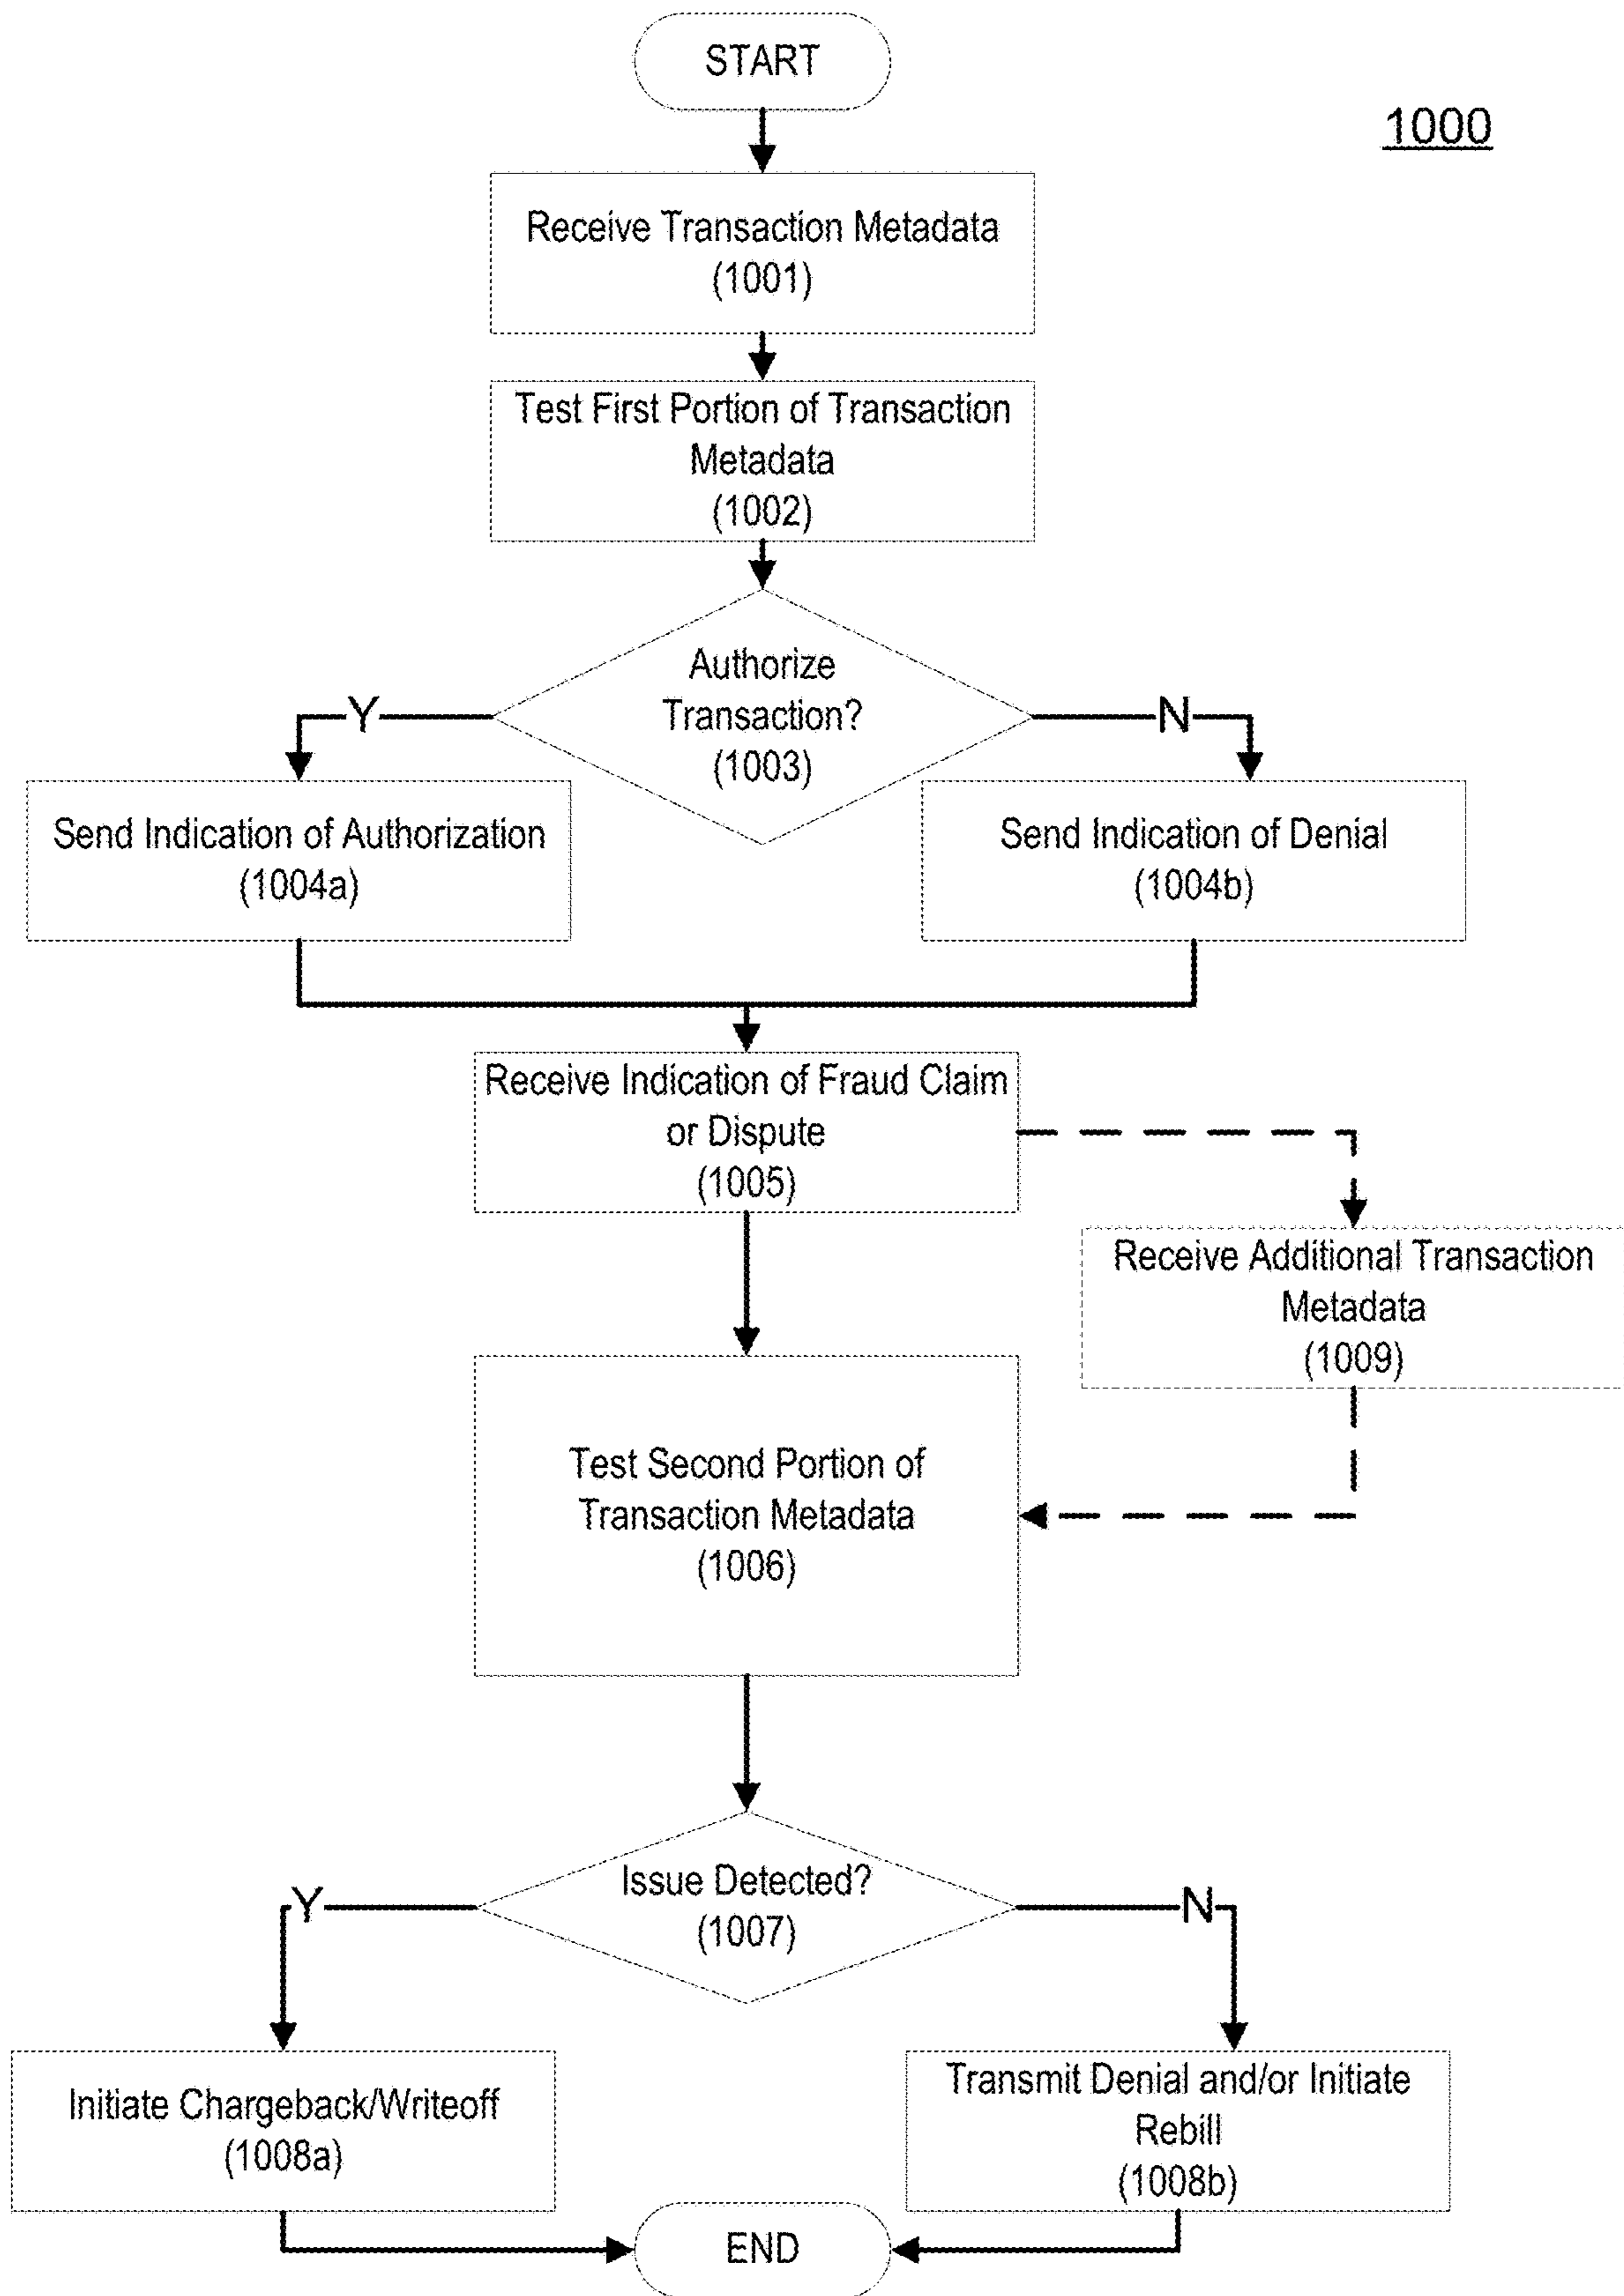 START
1000
Receive Transaction Metadata
(1001)
Test First Portion of Transaction
Metadata
(1002)
Authorize
Transaction?
(1003)
Y
N
Send Indication of Authorization
(1004a)
Send Indication of Denial
(1004b)
Receive Indication of Fraud Claim
or Dispute
(1005)
Receive Additional Transaction
Metadata
(1009)
Test Second Portion of
Transaction Metadata
(1006)
Issue Detected?
(1007)
Y
N
Initiate Chargeback/Writeoff
(1008a)
Transmit Denial and/or Initiate
Rebill
(1008b)
END